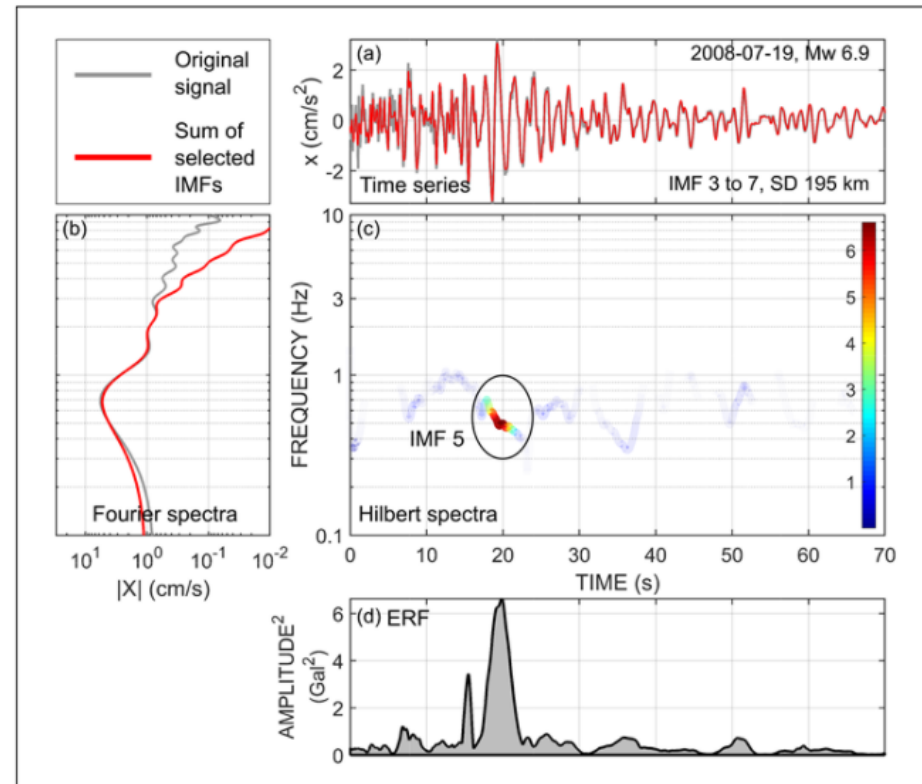 Original
signal
Sum of
selected
IMFs
(a)
2008-07-19, Mw 6.9
x (cm/s²)
2
0
-2
Time series
IMF 3 to 7, SD 195 km
(b)
Fourier spectra
10¹
10⁰
10⁻¹
10⁻²
|X| (cm/s)
(c)
FREQUENCY (Hz)
10
3
1
0.3
0.1
IMF 5
Hilbert spectra
6
5
4
3
2
1
0
10
20
30
40
50
60
70
TIME (s)
(d) ERF
AMPLITUDE²
(Gal²)
6
4
2
0